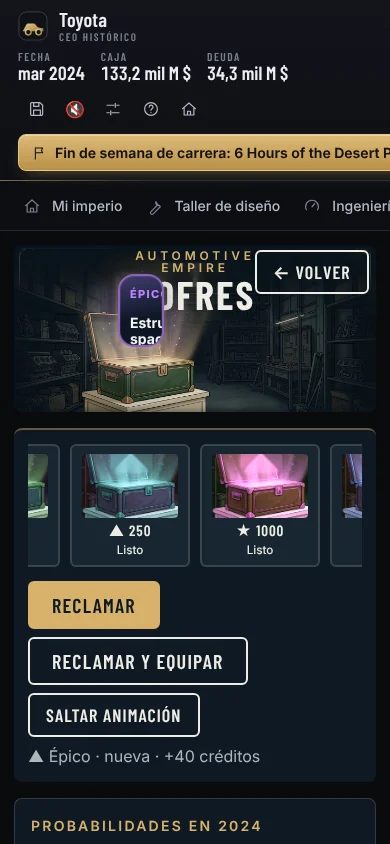 Toyota
CEO HISTÓRICO
FECHA CAJA DEUDA
mar 2024 133,2 mil M $ 34,3 mil M $
Fin de semana de carrera: 6 Hours of the Desert
Mi imperio Taller de diseño
AUTOMOTIVE
EMPIRE
← VOLVER
OFRES
▲ 250
Listo
★ 1000
Listo
RECLAMAR
RECLAMAR Y EQUIPAR
SALTAR ANIMACIÓN
▲ Épico · nueva · +40 créditos
PROBABILIDADES EN 2024